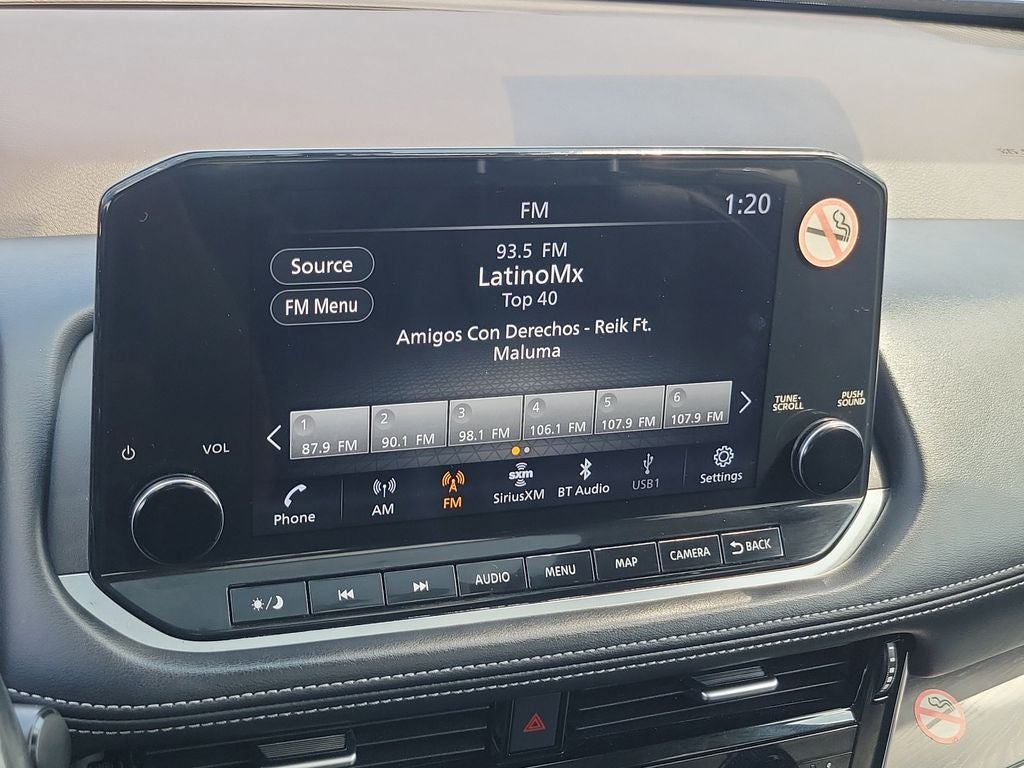 FM
1:20
Source
FM Menu
93.5 FM
LatinoMx
Top 40
Amigos Con Derechos - Reik Ft.
Maluma
1
87.9 FM
2
90.1 FM
3
98.1 FM
4
106.1 FM
5
107.9 FM
6
107.9 FM
TUNE-
SCROLL
PUSH
SOUND
VOL
Phone
AM
FM
sxm
SiriusXM
BT Audio
USB1
Settings
AUDIO
MENU
MAP
CAMERA
BACK